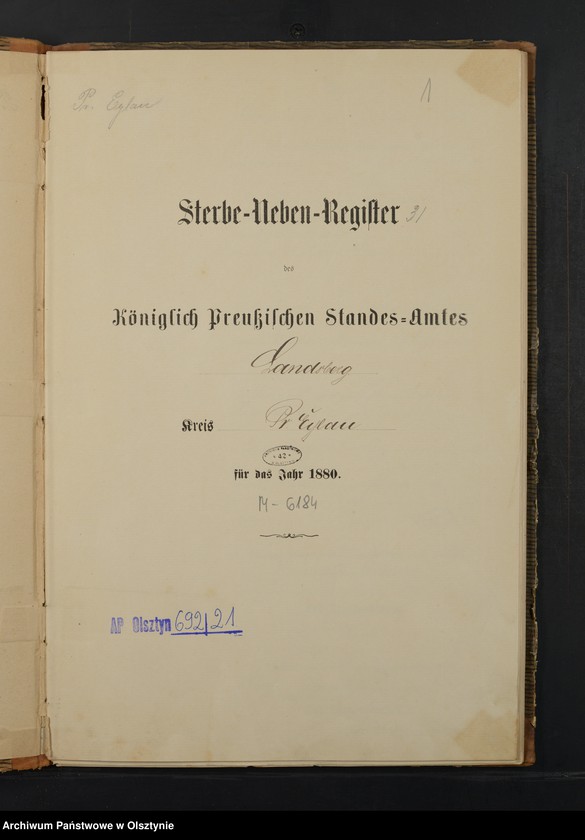 Pr. Eylau
1
Sterbe-Neben-Register 31
des
Königlich Preußischen Standes-Amtes
Landsberg
Kreis Pr Eylau
42
für das Jahr 1880.
M-6184
AP Olsztyn 692/21
Archiwum Państwowe w Olsztynie